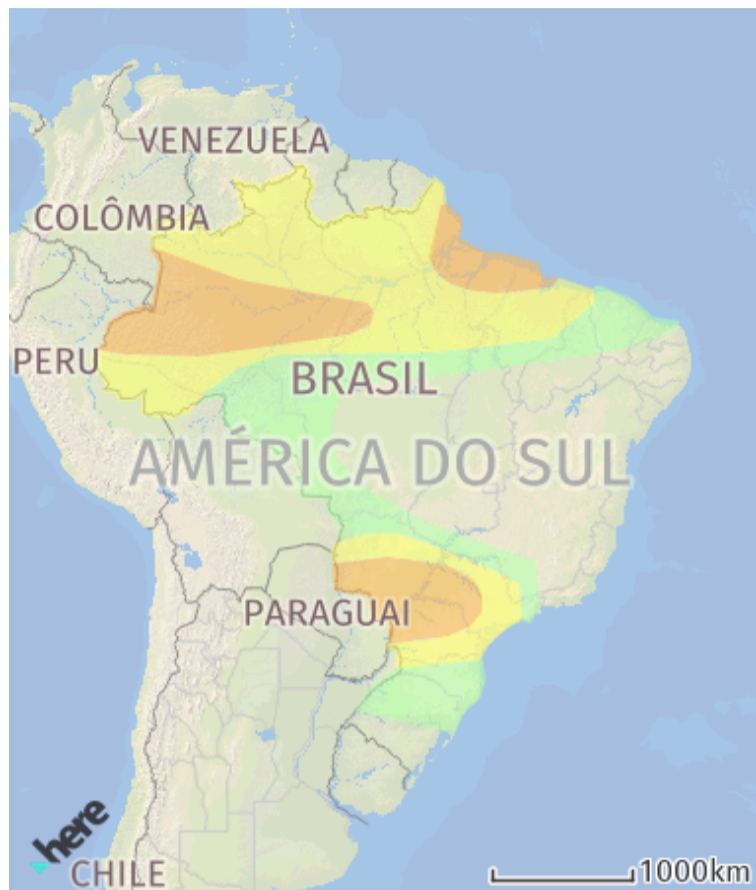 VENEZUELA
COLÔMBIA
PERU
BRASIL
AMÉRICA DO SUL
PARAGUAI
here
CHILE
1000km